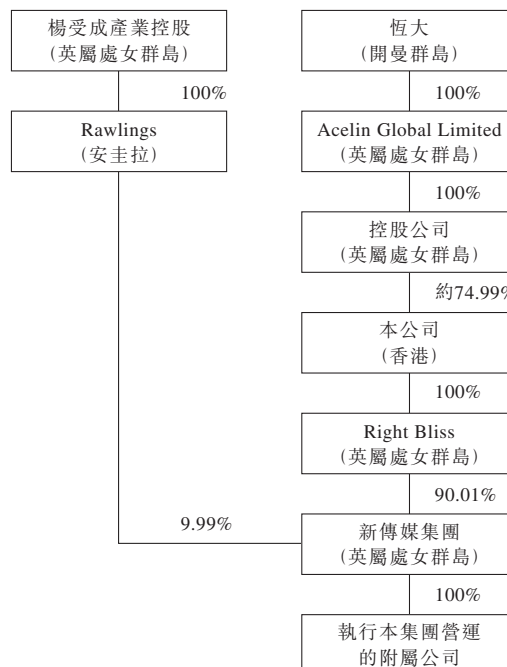 楊受成產業控股
(英屬處女群島)
恆大
(開曼群島)
100%
100%
Rawlings
(安圭拉)
Acelin Global Limited
(英屬處女群島)
100%
控股公司
(英屬處女群島)
約74.99%
本公司
(香港)
100%
Right Bliss
(英屬處女群島)
90.01%
9.99%
新傳媒集團
(英屬處女群島)
100%
執行本集團營運
的附屬公司